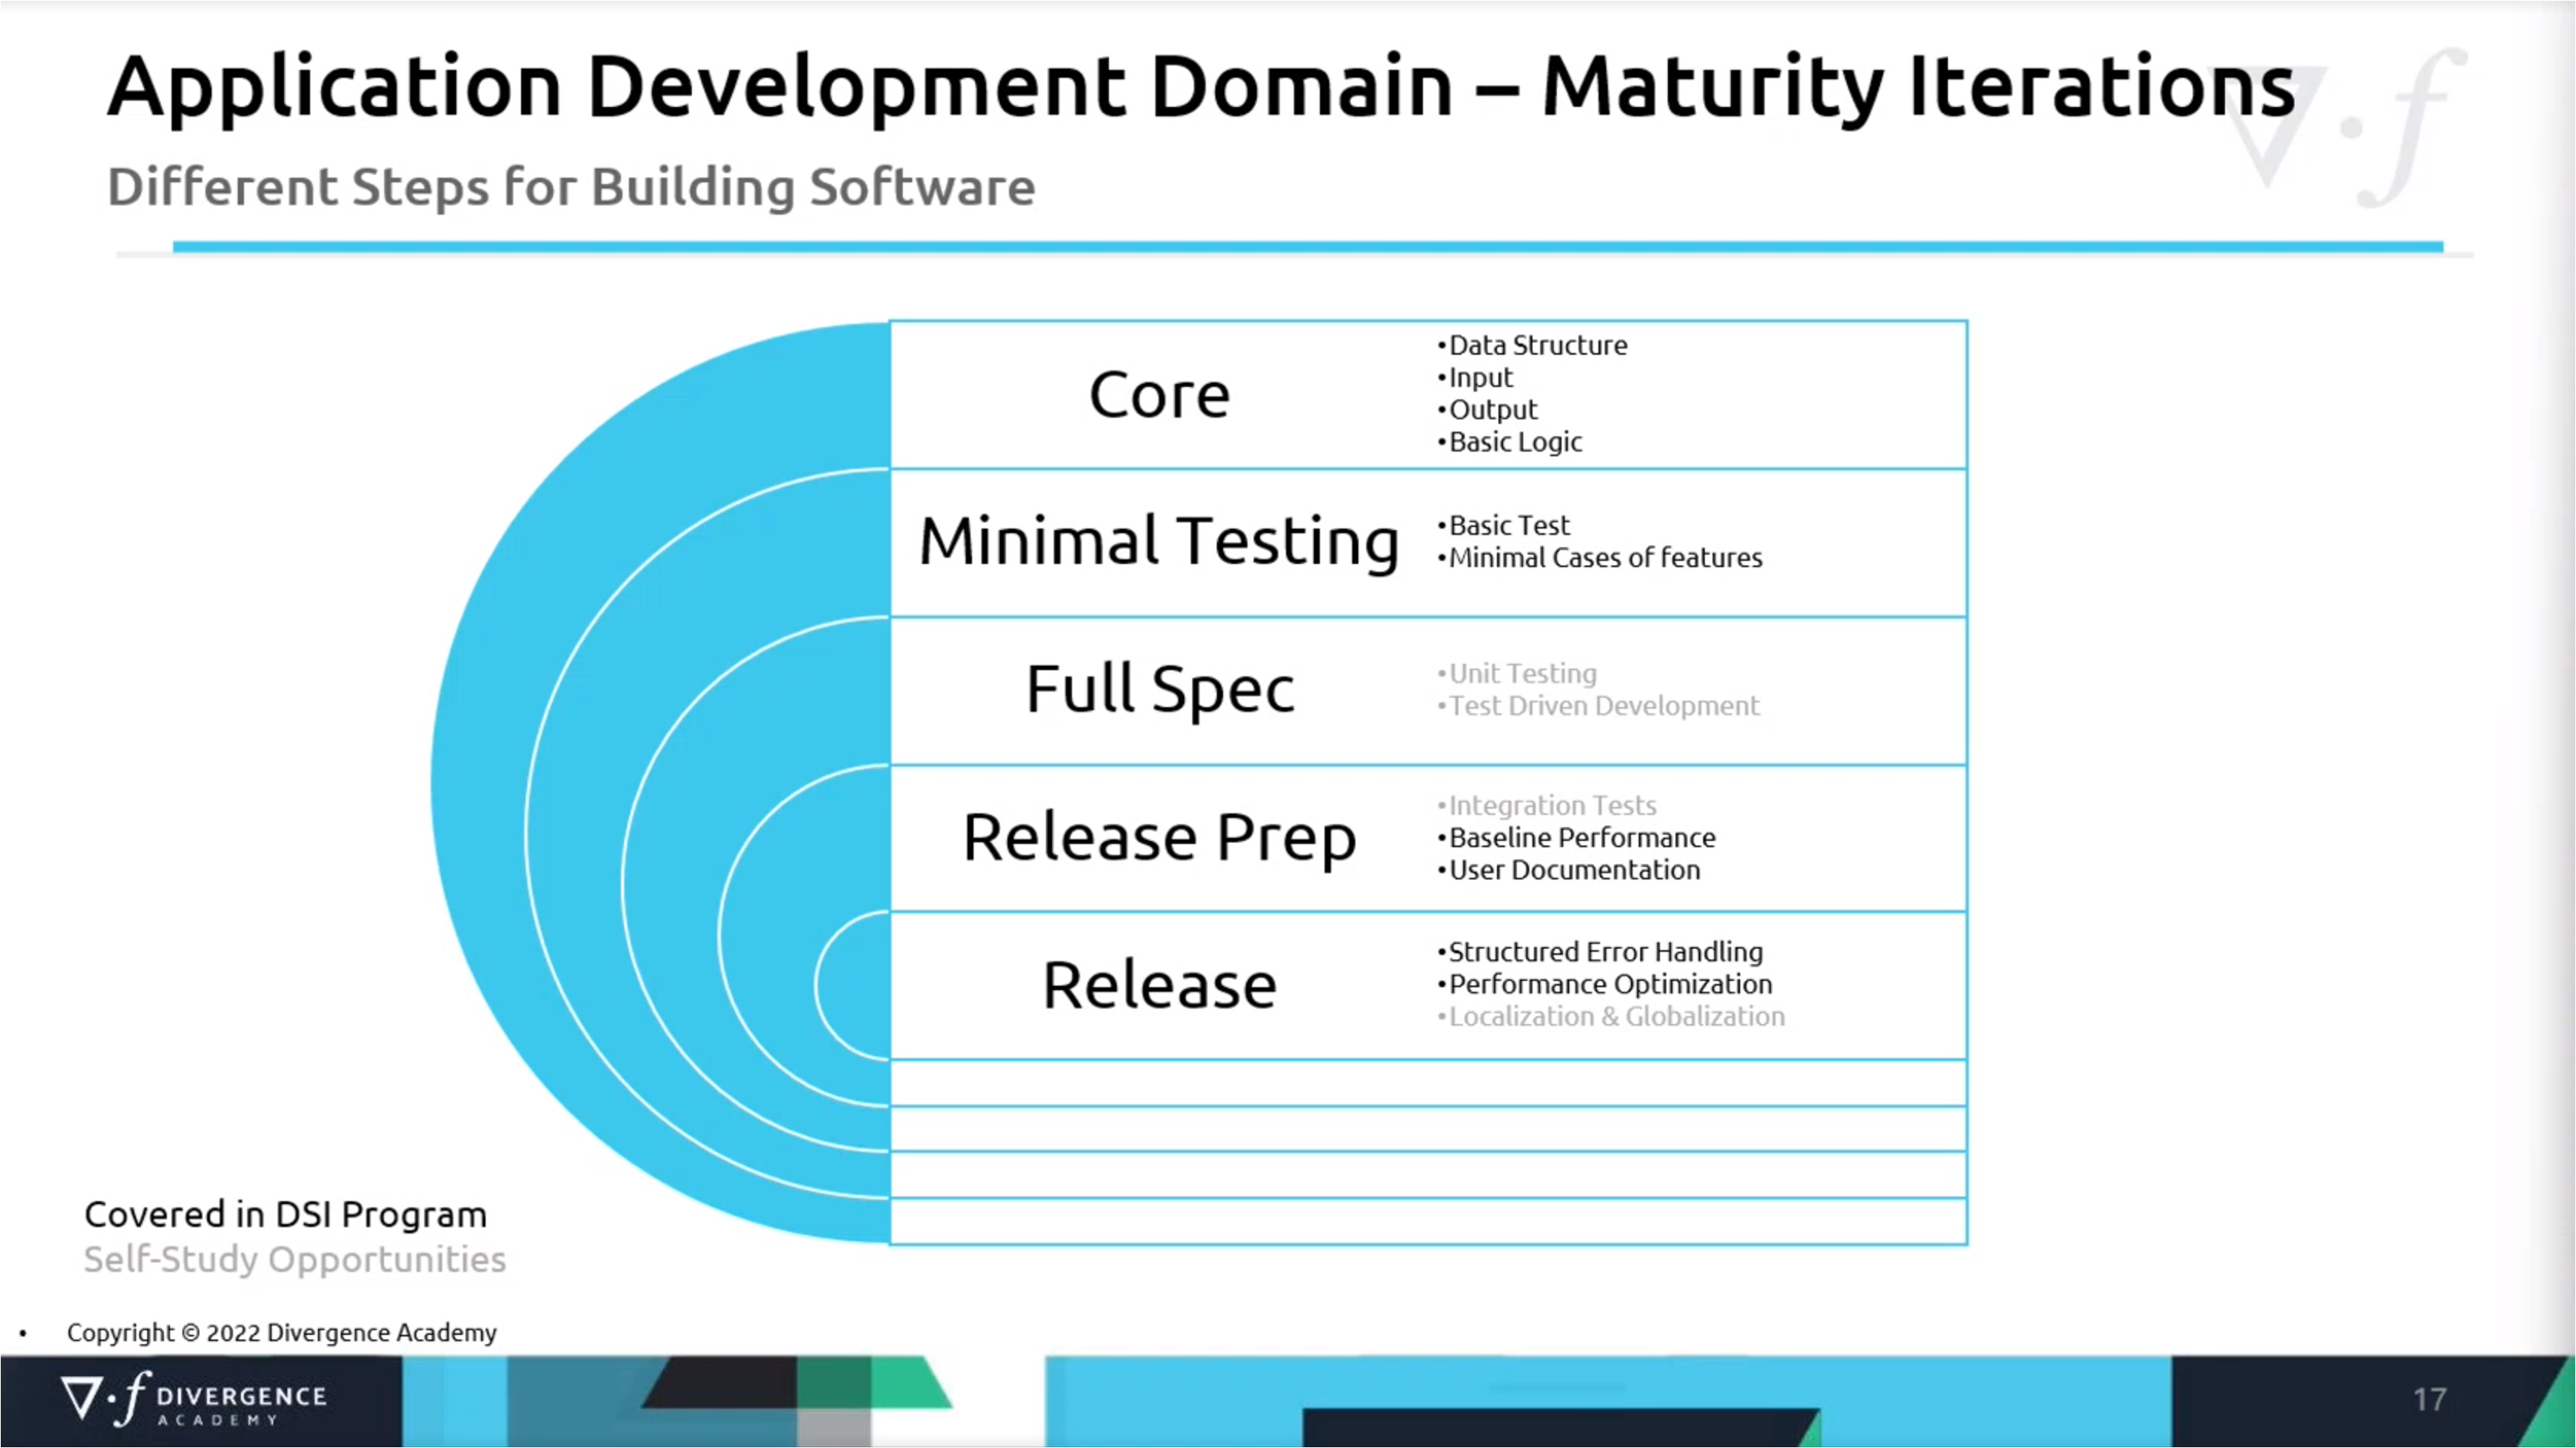 Application Development Domain – Maturity Iterations
Different Steps for Building Software
Core
•Data Structure
•Input
•Output
•Basic Logic
Minimal Testing
•Basic Test
•Minimal Cases of features
Full Spec
•Unit Testing
•Test Driven Development
Release Prep
•Integration Tests
•Baseline Performance
•User Documentation
Release
•Structured Error Handling
•Performance Optimization
•Localization & Globalization
Covered in DSI Program
Self-Study Opportunities
• Copyright © 2022 Divergence Academy
∇·f DIVERGENCE
ACADEMY
17